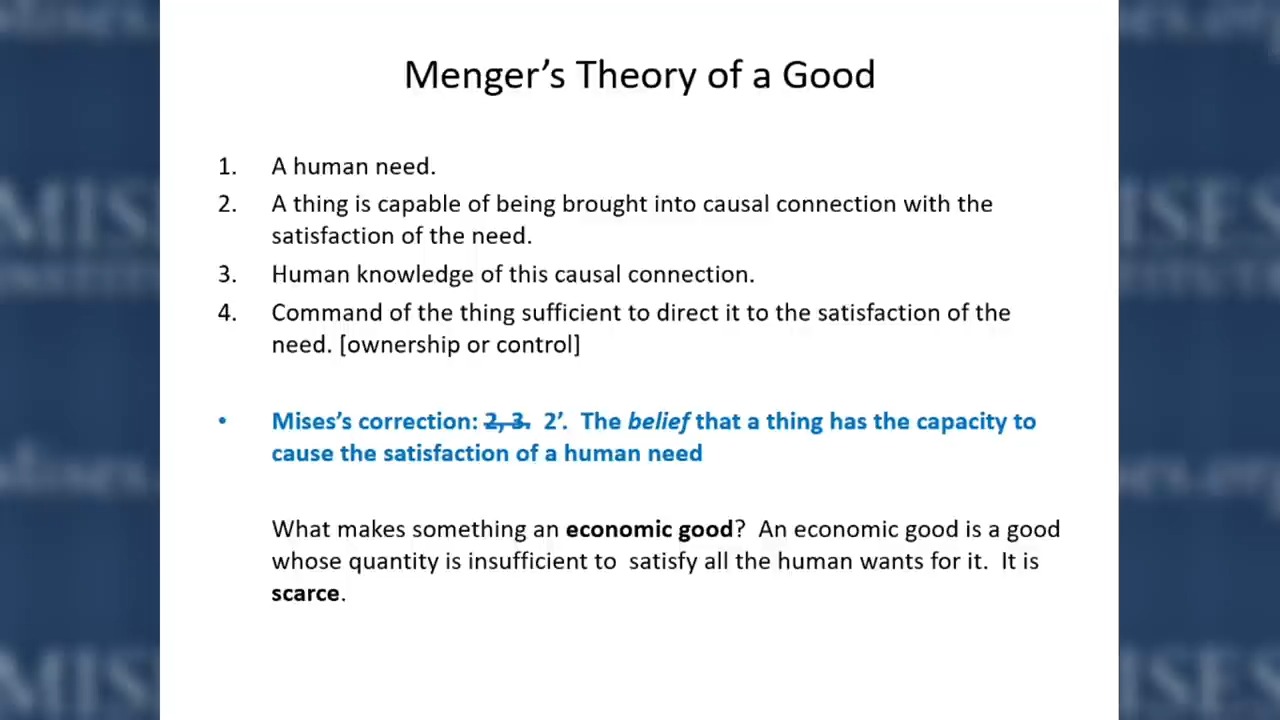 Menger’s Theory of a Good
1. A human need.
2. A thing is capable of being brought into causal connection with the
satisfaction of the need.
3. Human knowledge of this causal connection.
4. Command of the thing sufficient to direct it to the satisfaction of the
need. [ownership or control]
• Mises’s correction: 2, 3. 2’. The belief that a thing has the capacity to
cause the satisfaction of a human need
What makes something an economic good? An economic good is a good
whose quantity is insufficient to satisfy all the human wants for it. It is
scarce.